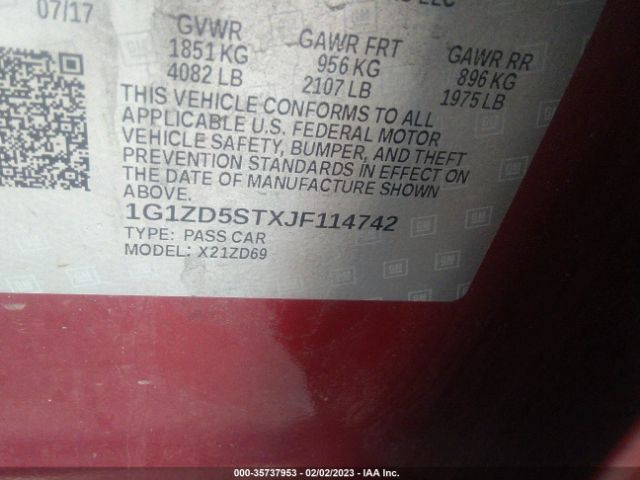 07/17
LLC
GVWR
1851 KG
4082 LB
GAWR FRT
956 KG
2107 LB
GAWR RR
896 KG
1975 LB
THIS VEHICLE CONFORMS TO ALL
APPLICABLE U.S. FEDERAL MOTOR
VEHICLE SAFETY, BUMPER, AND THEFT
PREVENTION STANDARDS IN EFFECT ON
THE DATE OF MANUFACTURE SHOWN
ABOVE.
1G1ZD5STXJF114742
TYPE: PASS CAR
MODEL: X21ZD69
GM
000-35737953 - 02/02/2023 - IAA Inc.